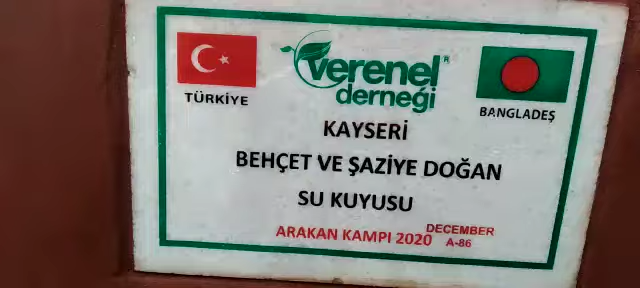 verenel®
derneği
TÜRKİYE
BANGLADEŞ
KAYSERİ
BEHÇET VE ŞAZİYE DOĞAN
SU KUYUSU
ARAKAN KAMPI 2020 DECEMBER
A-86